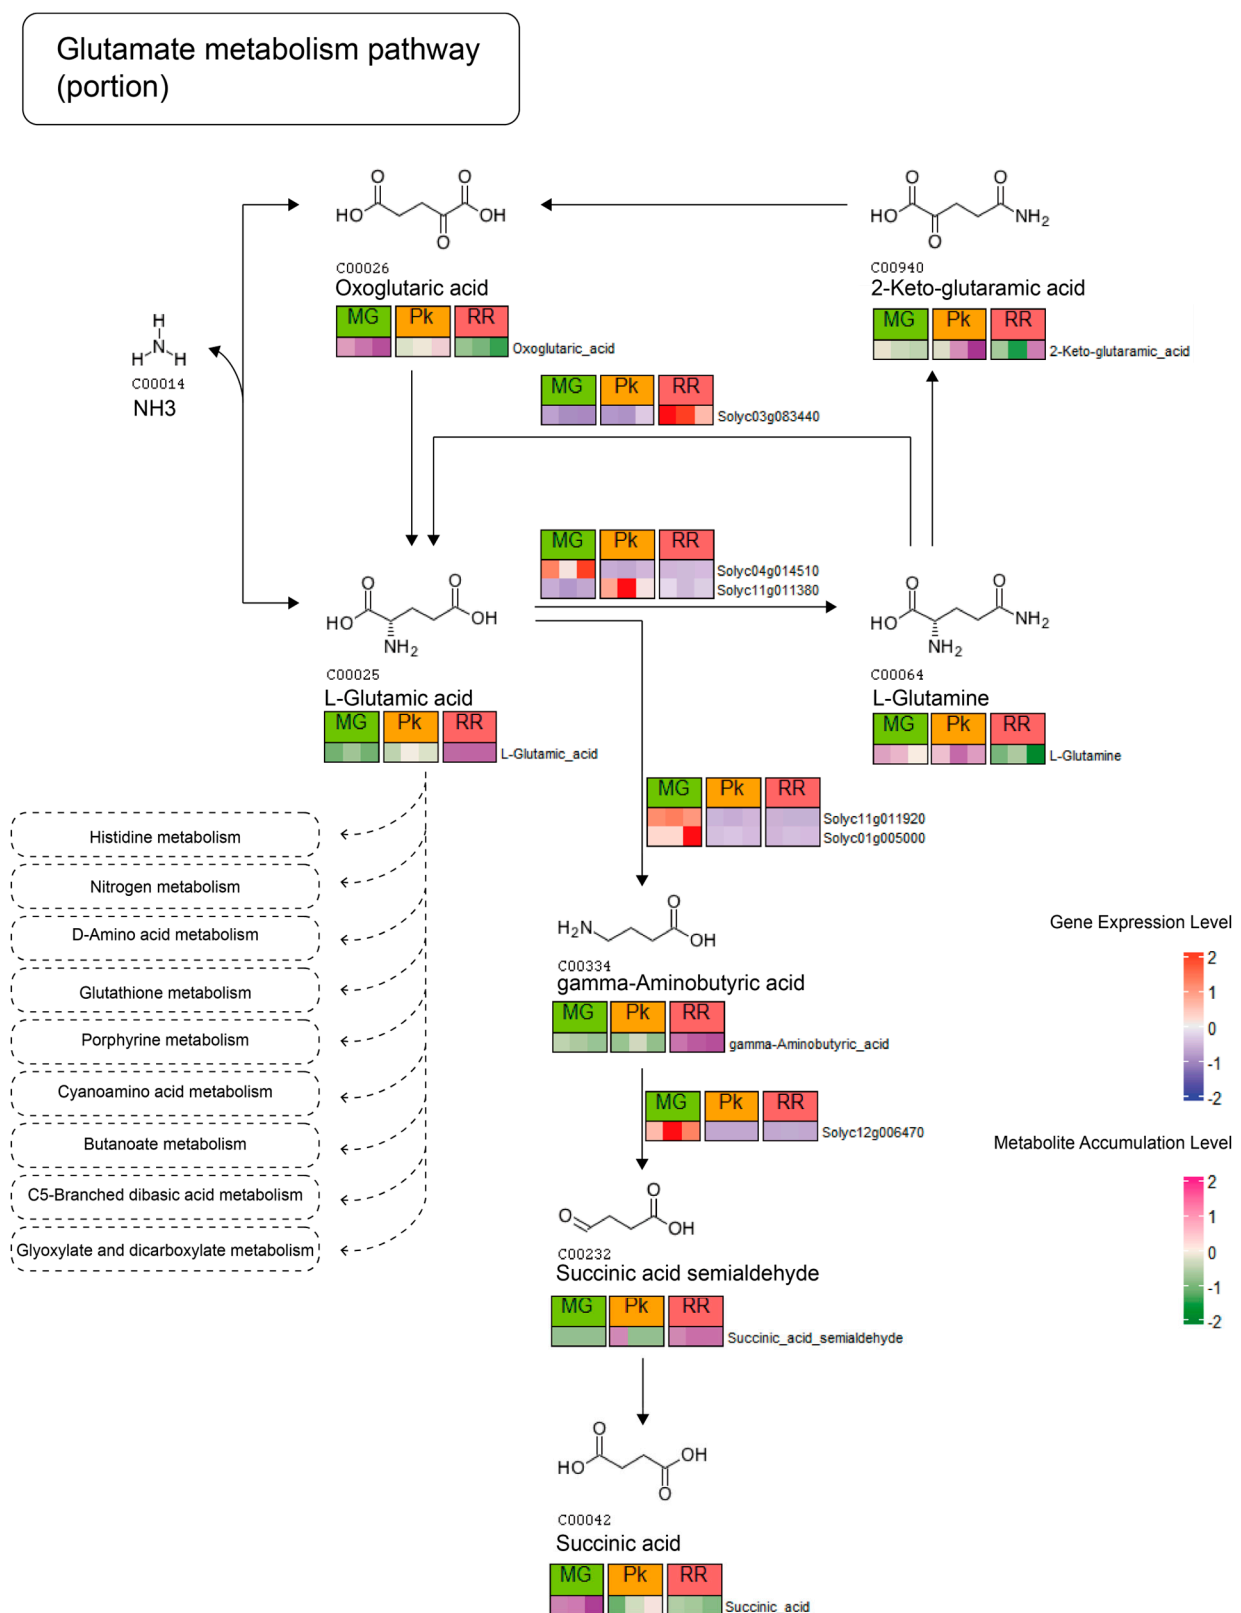 Glutamate metabolism pathway
(portion)
O O
HO OH
O
C00026
Oxoglutaric acid
MG Pk RR
Oxoglutaric_acid
O O
HO NH2
O
C00940
2-Keto-glutaramic acid
MG Pk RR
2-Keto-glutaramic_acid
H
N
H H
C00014
NH3
MG Pk RR
Solyc03g083440
MG Pk RR
Solyc04g014510
Solyc11g011380
O O
HO OH
NH2
C00025
L-Glutamic acid
MG Pk RR
L-Glutamic_acid
O O
HO NH2
NH2
C00064
L-Glutamine
MG Pk RR
L-Glutamine
MG Pk RR
Solyc11g011920
Solyc01g005000
Histidine metabolism
Nitrogen metabolism
D-Amino acid metabolism
Glutathione metabolism
Porphyrine metabolism
Cyanoamino acid metabolism
Butanoate metabolism
C5-Branched dibasic acid metabolism
Glyoxylate and dicarboxylate metabolism
O
H2N OH
C00334
gamma-Aminobutyric acid
MG Pk RR
gamma-Aminobutyric_acid
MG Pk RR
Solyc12g006470
O
O OH
C00232
Succinic acid semialdehyde
MG Pk RR
Succinic_acid_semialdehyde
O OH
HO
O
C00042
Succinic acid
MG Pk RR
Succinic_acid
Gene Expression Level
2
1
0
-1
-2
Metabolite Accumulation Level
2
1
0
-1
-2